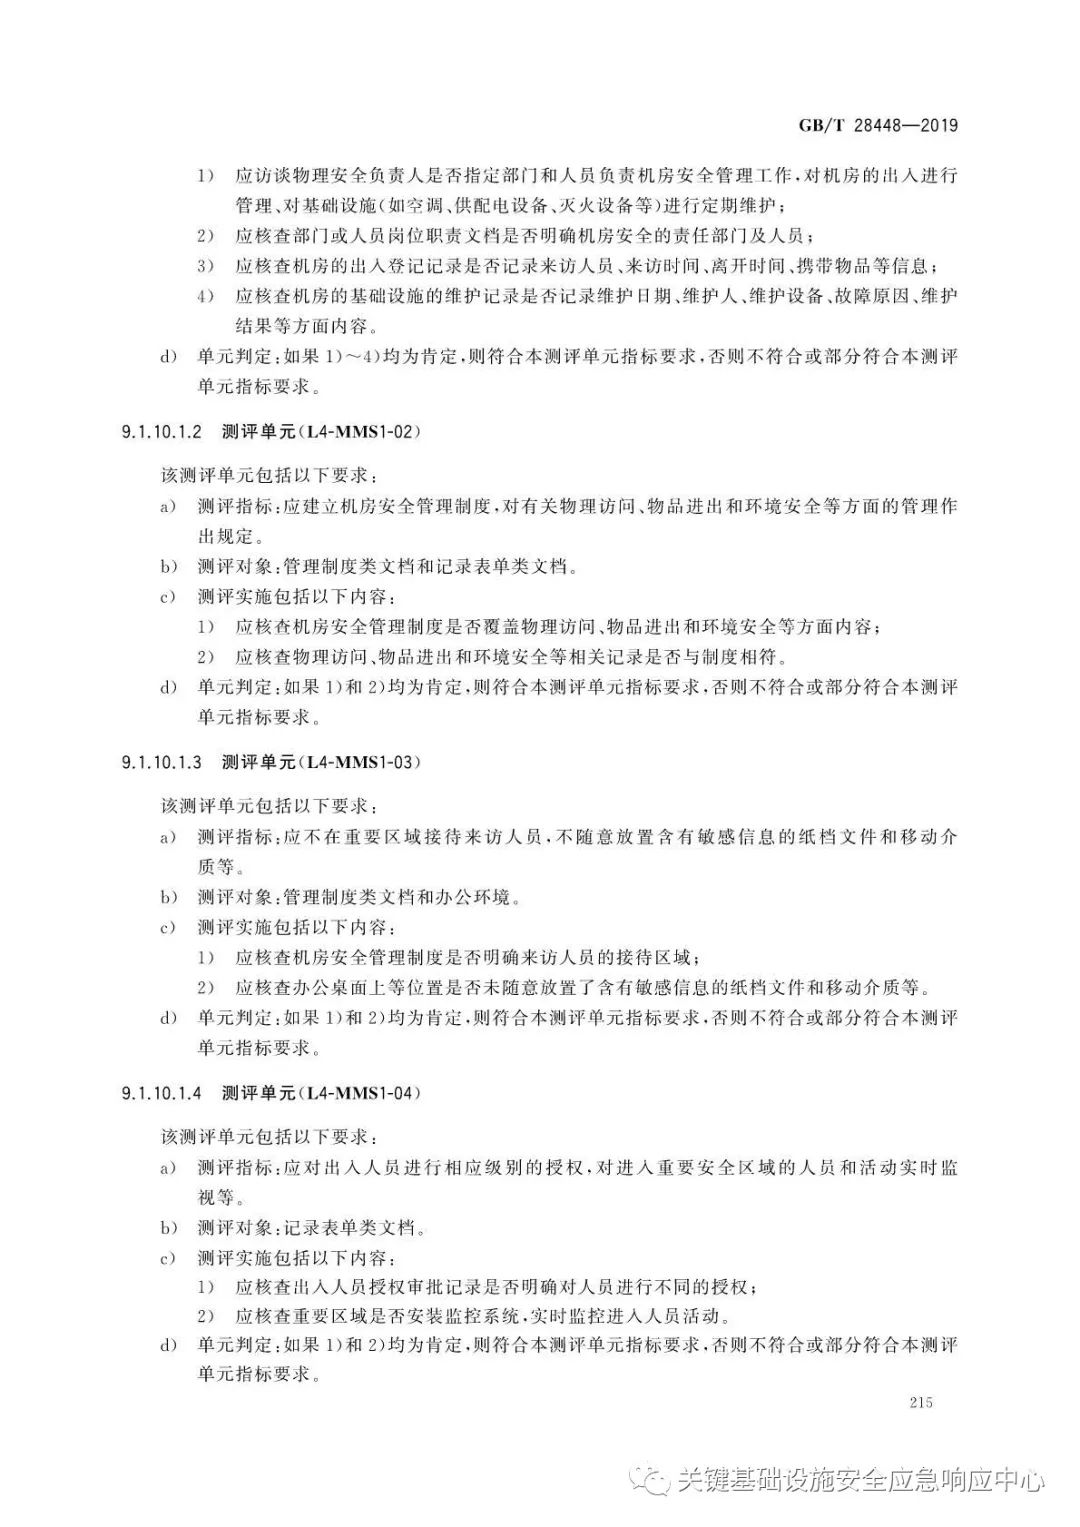 GB/T 28448—2019
1) 应访谈物理安全负责人是否指定部门和人员负责机房安全管理工作,对机房的出入进行
管理、对基础设施(如空调、供配电设备、灭火设备等)进行定期维护;
2) 应核查部门或人员岗位职责文档是否明确机房安全的责任部门及人员;
3) 应核查机房的出入登记记录是否记录来访人员、来访时间、离开时间、携带物品等信息;
4) 应核查机房的基础设施的维护记录是否记录维护日期、维护人、维护设备、故障原因、维护
结果等方面内容。
d) 单元判定:如果 1)~4)均为肯定,则符合本测评单元指标要求,否则不符合或部分符合本测评
单元指标要求。
9.1.10.1.2 测评单元(L4-MMS1-02)
该测评单元包括以下要求:
a) 测评指标:应建立机房安全管理制度,对有关物理访问、物品进出和环境安全等方面的管理作
出规定。
b) 测评对象:管理制度类文档和记录表单类文档。
c) 测评实施包括以下内容:
1) 应核查机房安全管理制度是否覆盖物理访问、物品进出和环境安全等方面内容;
2) 应核查物理访问、物品进出和环境安全等相关记录是否与制度相符。
d) 单元判定:如果 1)和 2)均为肯定,则符合本测评单元指标要求,否则不符合或部分符合本测评
单元指标要求。
9.1.10.1.3 测评单元(L4-MMS1-03)
该测评单元包括以下要求:
a) 测评指标:应不在重要区域接待来访人员,不随意放置含有敏感信息的纸档文件和移动介
质等。
b) 测评对象:管理制度类文档和办公环境。
c) 测评实施包括以下内容:
1) 应核查机房安全管理制度是否明确来访人员的接待区域;
2) 应核查办公桌面上等位置是否未随意放置了含有敏感信息的纸档文件和移动介质等。
d) 单元判定:如果 1)和 2)均为肯定,则符合本测评单元指标要求,否则不符合或部分符合本测评
单元指标要求。
9.1.10.1.4 测评单元(L4-MMS1-04)
该测评单元包括以下要求:
a) 测评指标:应对出入人员进行相应级别的授权,对进入重要安全区域的人员和活动实时监
视等。
b) 测评对象:记录表单类文档。
c) 测评实施包括以下内容:
1) 应核查出入人员授权审批记录是否明确对人员进行不同的授权;
2) 应核查重要区域是否安装监控系统,实时监控进入人员活动。
d) 单元判定:如果 1)和 2)均为肯定,则符合本测评单元指标要求,否则不符合或部分符合本测评
单元指标要求。
215
关键基础设施安全应急响应中心